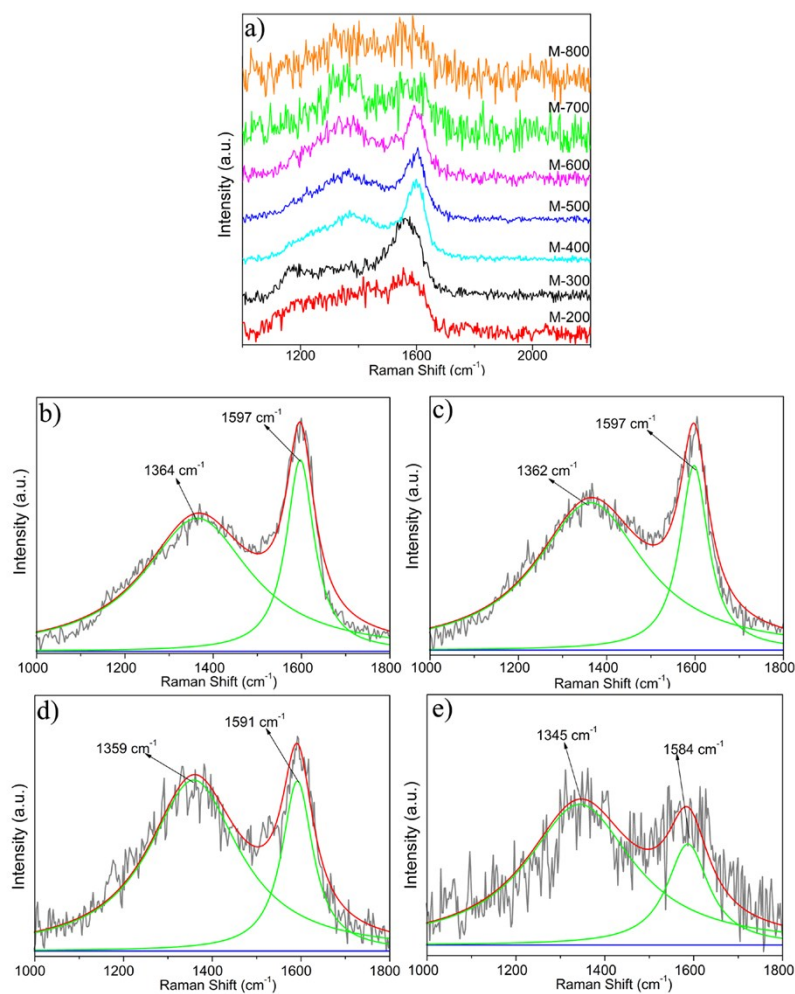 a)
M-800
M-700
M-600
M-500
M-400
M-300
M-200
Intensity (a.u.)
1200 1600 2000
Raman Shift (cm-1)
b)
1597 cm-1
1364 cm-1
Intensity (a.u.)
1000 1200 1400 1600 1800
Raman Shift (cm-1)
c)
1597 cm-1
1362 cm-1
Intensity (a.u.)
1000 1200 1400 1600 1800
Raman Shift (cm-1)
d)
1591 cm-1
1359 cm-1
Intensity (a.u.)
1000 1200 1400 1600 1800
Raman Shift (cm-1)
e)
1345 cm-1
1584 cm-1
Intensity (a.u.)
1000 1200 1400 1600 1800
Raman Shift (cm-1)